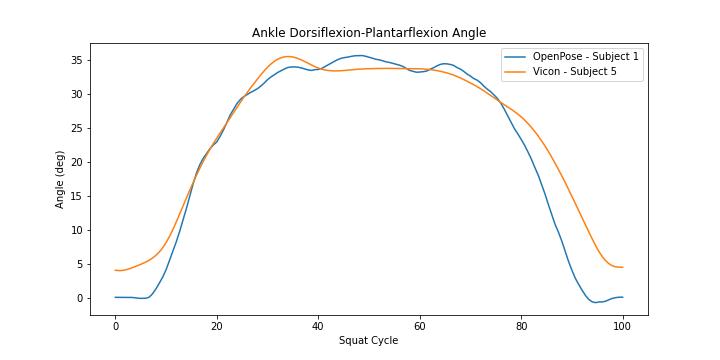 Ankle Dorsiflexion-Plantarflexion Angle
OpenPose - Subject 1
Vicon - Subject 5
Angle (deg)
35
30
25
20
15
10
5
0
0
20
40
60
80
100
Squat Cycle